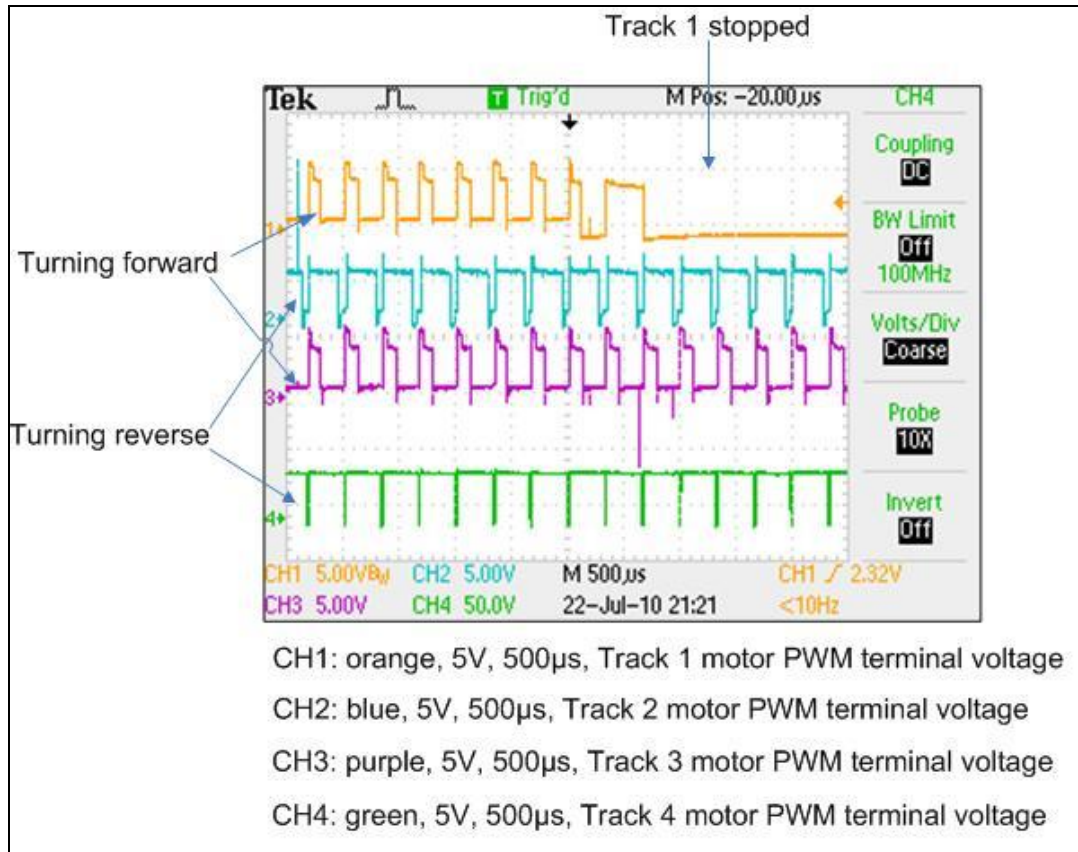 Track 1 stopped
Tek T Trig'd M Pos: -20.00µs CH4
Coupling
DC
BW Limit
Off
100MHz
Volts/Div
Coarse
Probe
10X
Invert
Off
1
2
3
4
Turning forward
Turning reverse
CH1 5.00VBW CH2 5.00V M 500µs CH1 / 2.32V
CH3 5.00V CH4 50.0V 22-Jul-10 21:21 <10Hz
CH1: orange, 5V, 500µs, Track 1 motor PWM terminal voltage
CH2: blue, 5V, 500µs, Track 2 motor PWM terminal voltage
CH3: purple, 5V, 500µs, Track 3 motor PWM terminal voltage
CH4: green, 5V, 500µs, Track 4 motor PWM terminal voltage